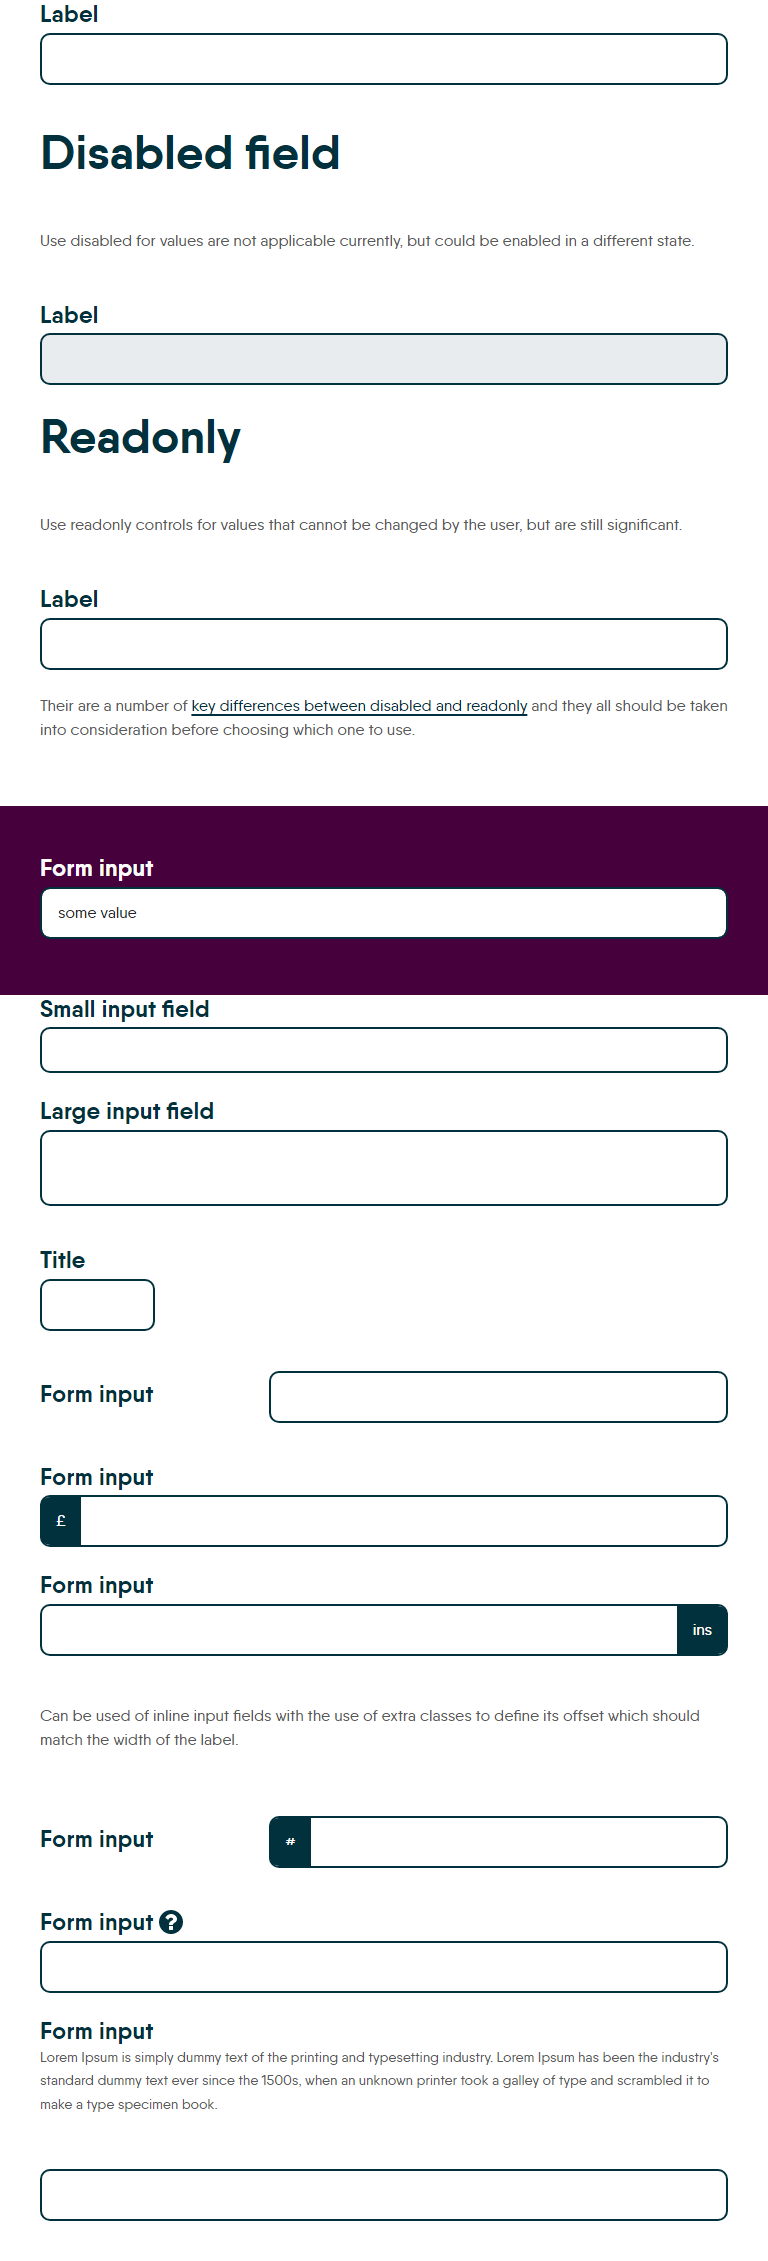 Label
Disabled field
Use disabled for values are not applicable currently, but could be enabled in a different state.
Label
Readonly
Use readonly controls for values that cannot be changed by the user, but are still significant.
Label
Their are a number of key differences between disabled and readonly and they all should be taken
into consideration before choosing which one to use.
Form input
some value
Small input field
Large input field
Title
Form input
Form input
£
Form input
ins
Can be used of inline input fields with the use of extra classes to define its offset which should
match the width of the label.
Form input
#
Form input ?
Form input
Lorem Ipsum is simply dummy text of the printing and typesetting industry. Lorem Ipsum has been the industry's
standard dummy text ever since the 1500s, when an unknown printer took a galley of type and scrambled it to
make a type specimen book.